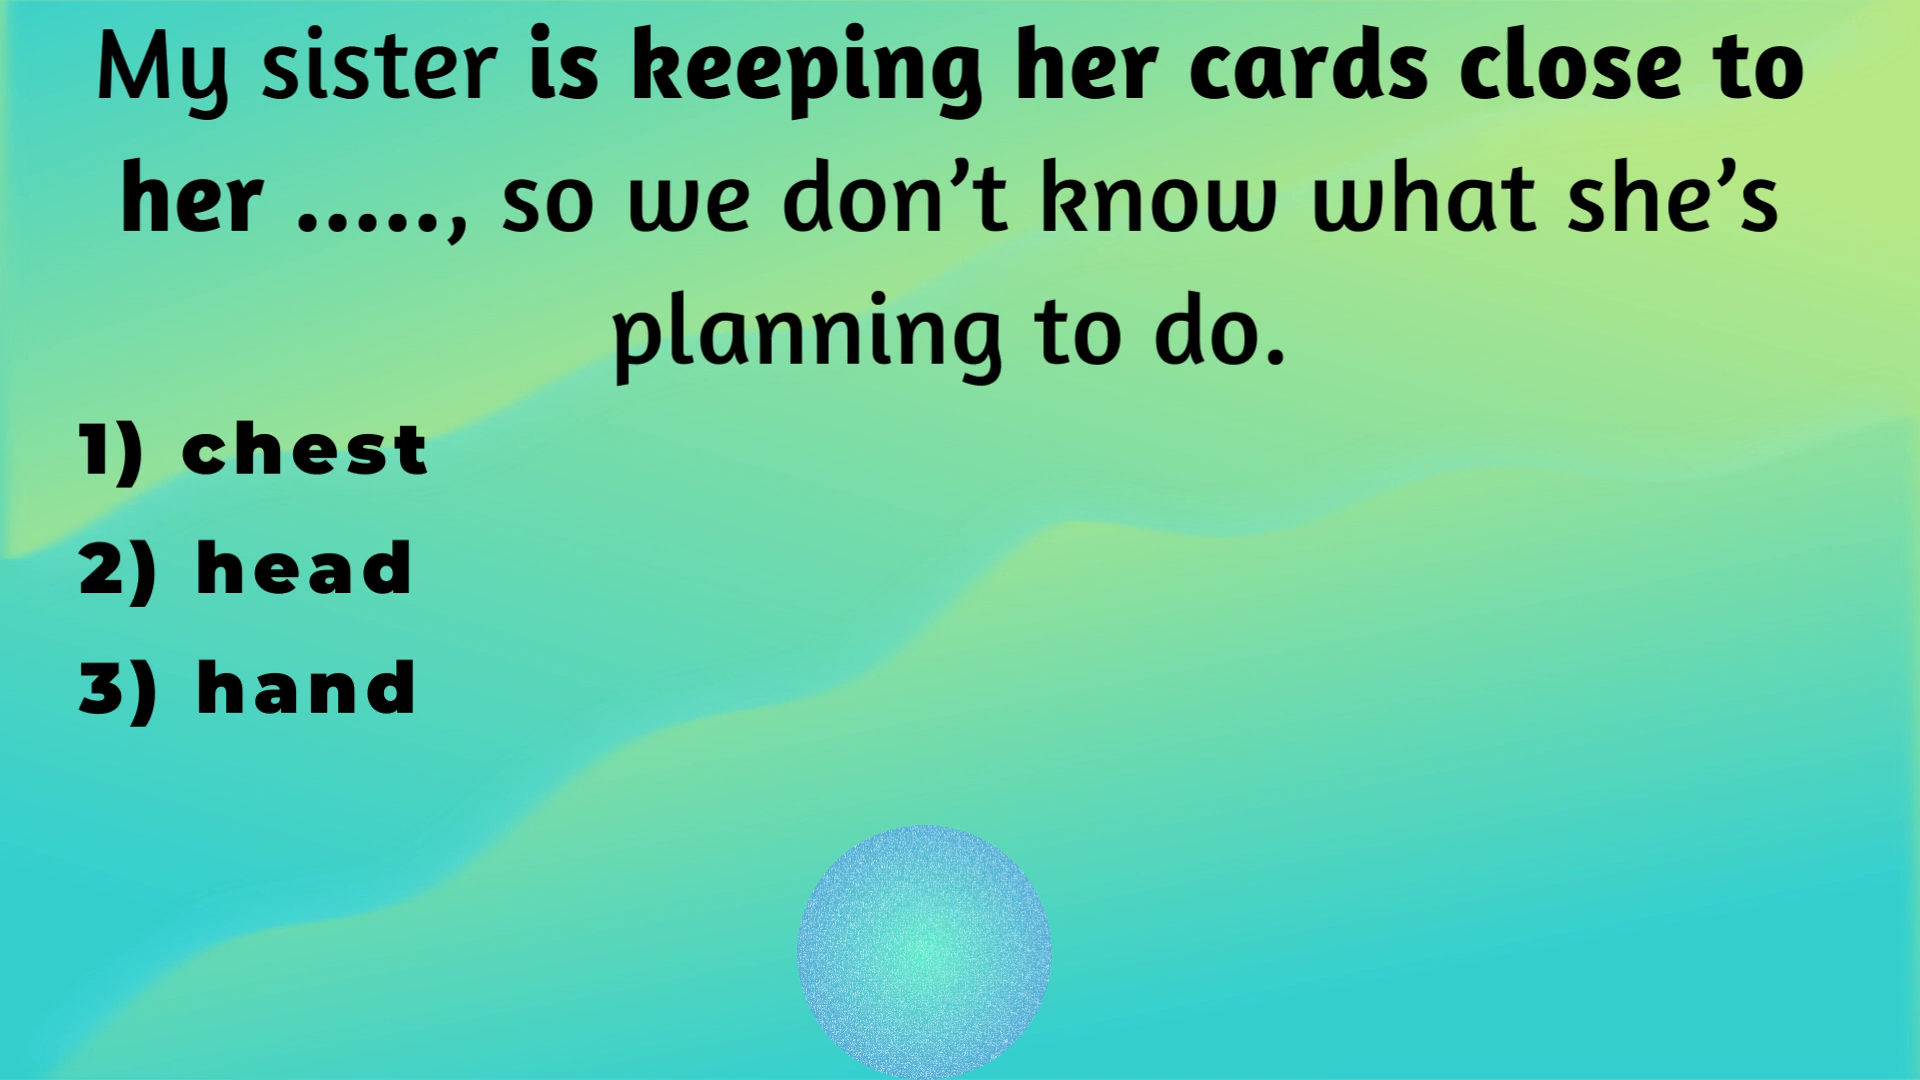 My sister is keeping her cards close to
her ....., so we don’t know what she’s
planning to do.
1) chest
2) head
3) hand